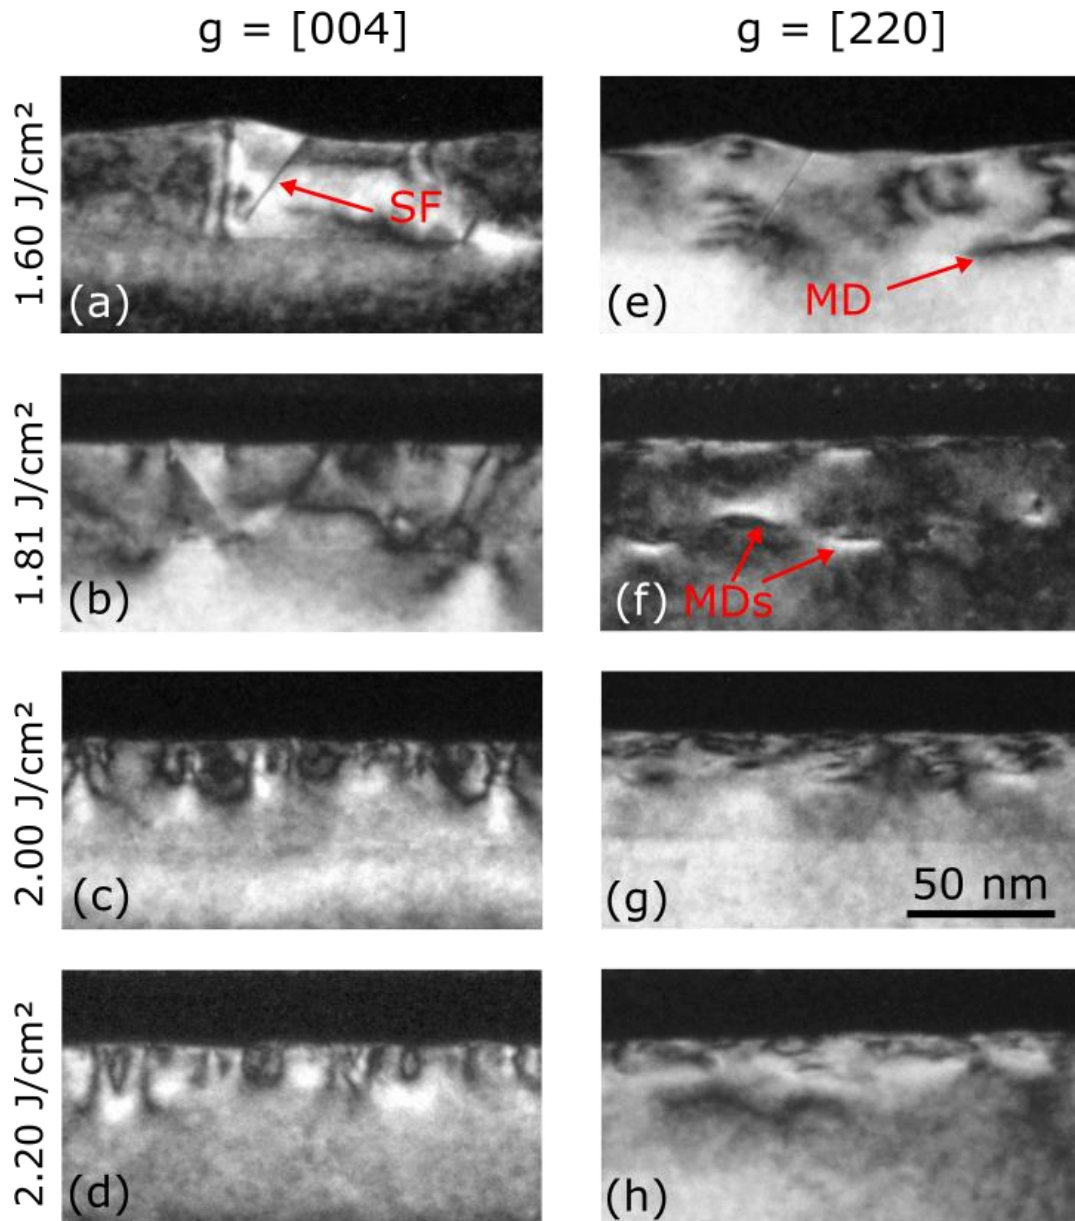 g = [004]
g = [220]
1.60 J/cm²
SF
(a)
MD
(e)
1.81 J/cm²
(b)
(f)
MDs
2.00 J/cm²
(c)
(g)
50 nm
2.20 J/cm²
(d)
(h)